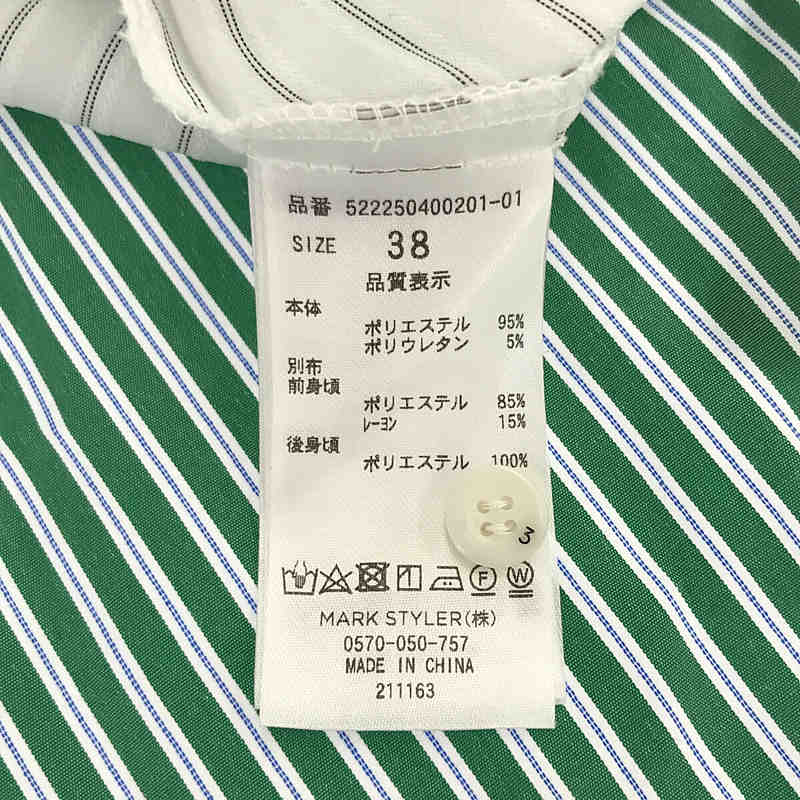 品番 522250400201-01
SIZE 38
品質表示
本体
ポリエステル 95%
ポリウレタン 5%
別布
前身頃
ポリエステル 85%
レーヨン 15%
後身頃
ポリエステル 100%
3
F W
MARK STYLER(株)
0570-050-757
MADE IN CHINA
211163